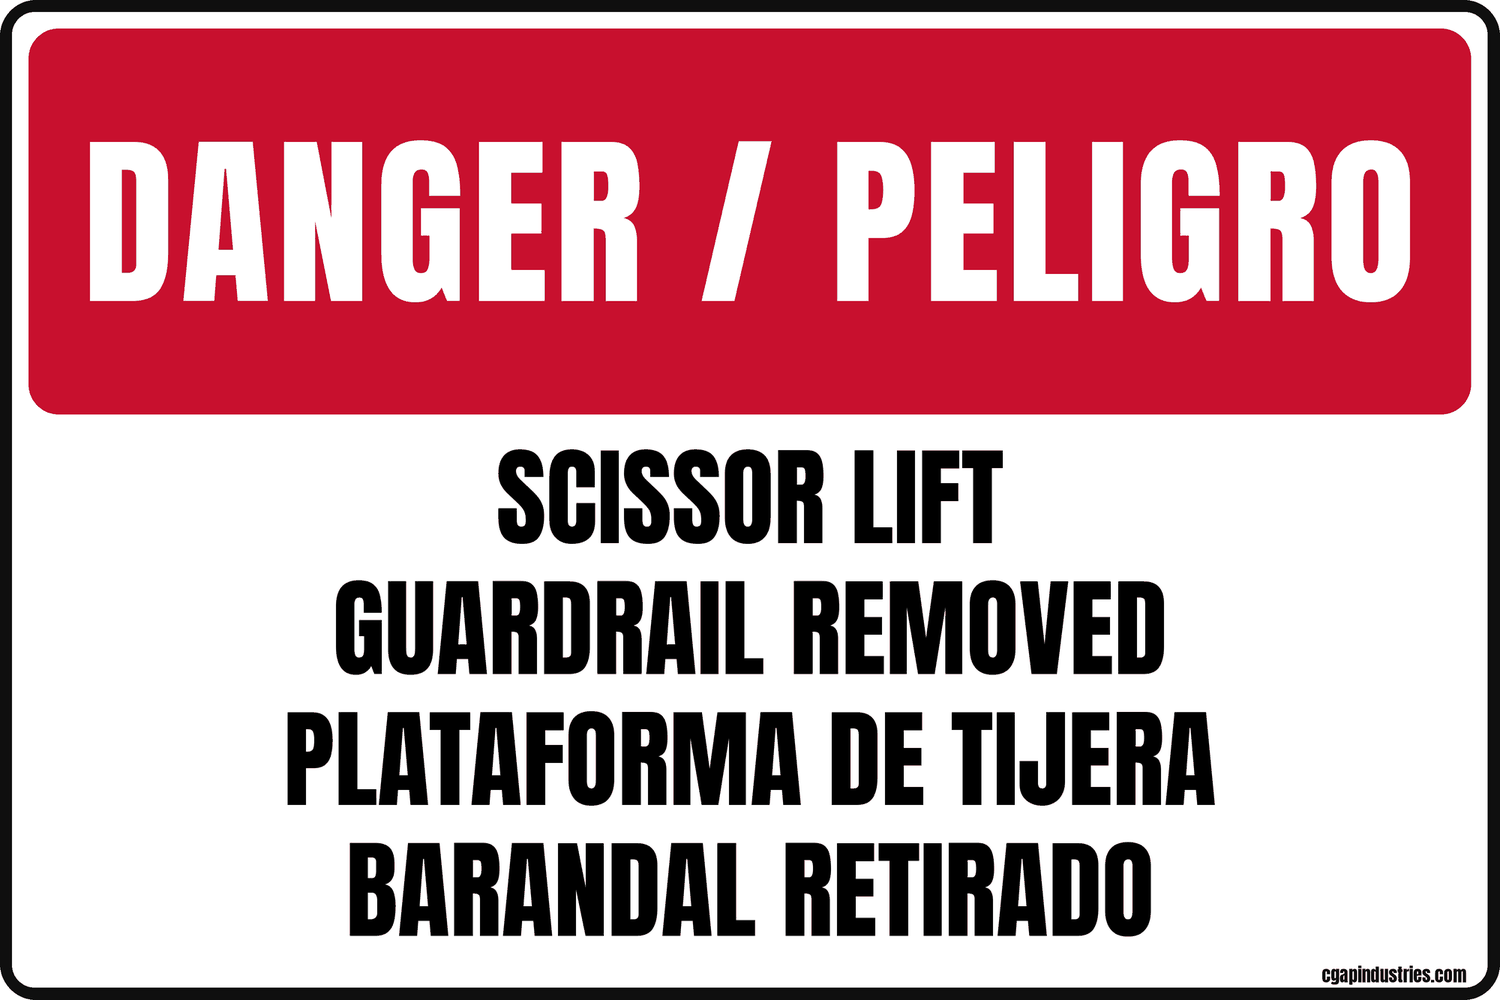 DANGER / PELIGRO
SCISSOR LIFT
GUARDRAIL REMOVED
PLATAFORMA DE TIJERA
BARANDAL RETIRADO
cgapindustries.com